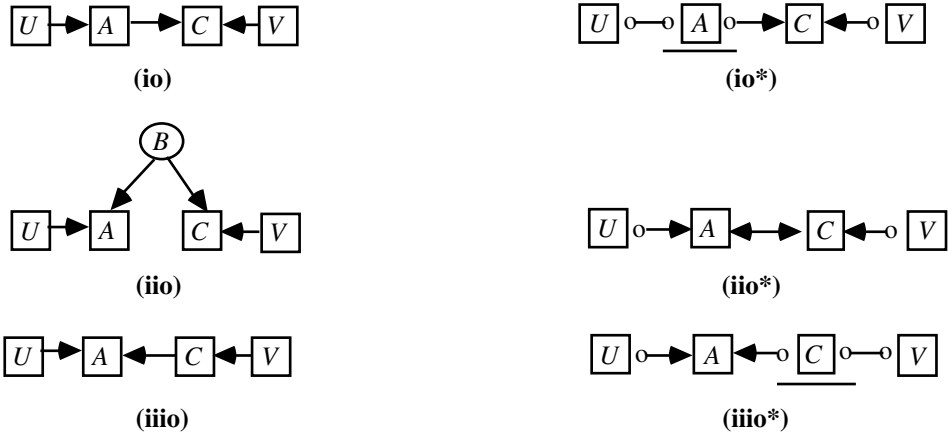 U A C V
U o o A o C o V
(io)
(io*)
B
U A C V
U o A C o V
(iio)
(iio*)
U A C V
U o A o C o o V
(iiio)
(iiio*)